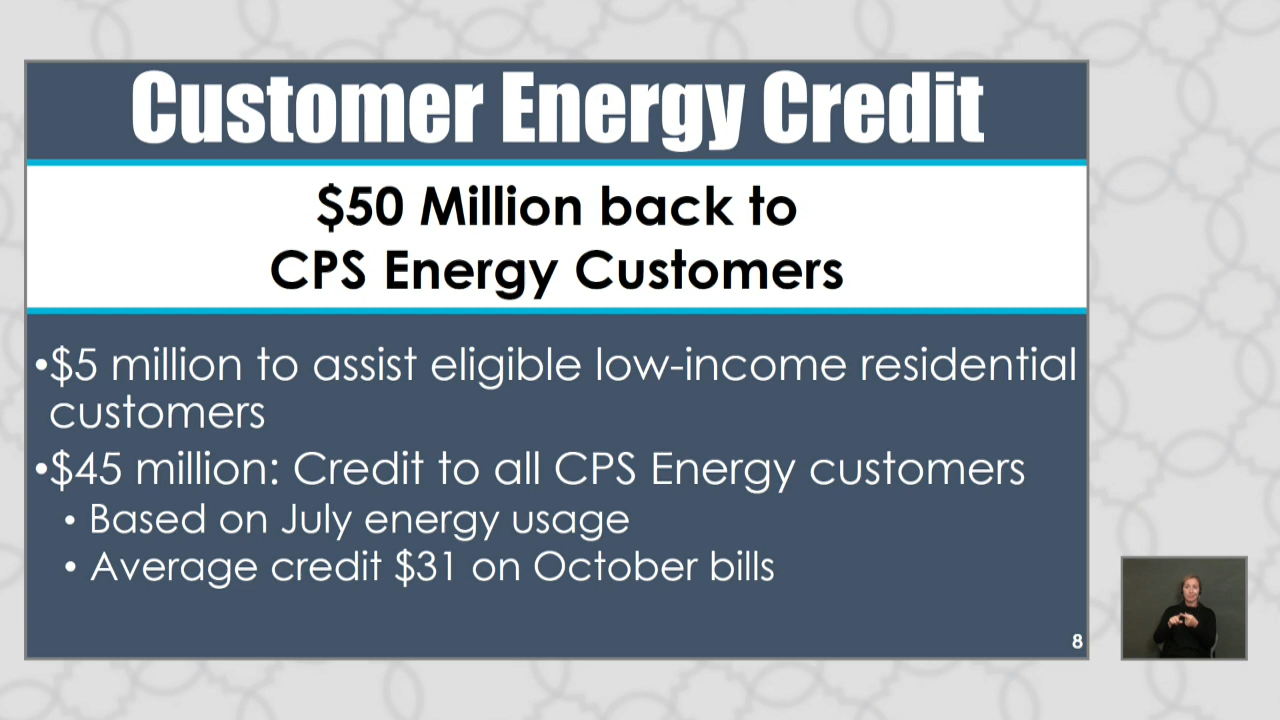 Customer Energy Credit
$50 Million back to
CPS Energy Customers
•$5 million to assist eligible low-income residential
customers
•$45 million: Credit to all CPS Energy customers
• Based on July energy usage
• Average credit $31 on October bills
8